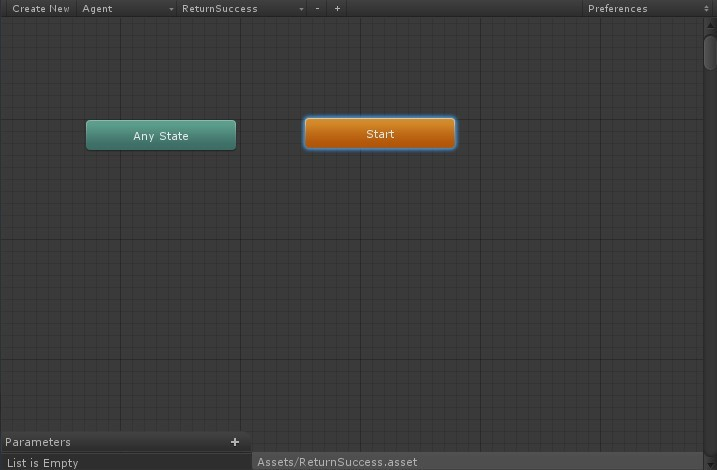 Create New Agent ReturnSuccess - + Preferences
Any State Start
Parameters +
List is Empty Assets/ReturnSuccess.asset